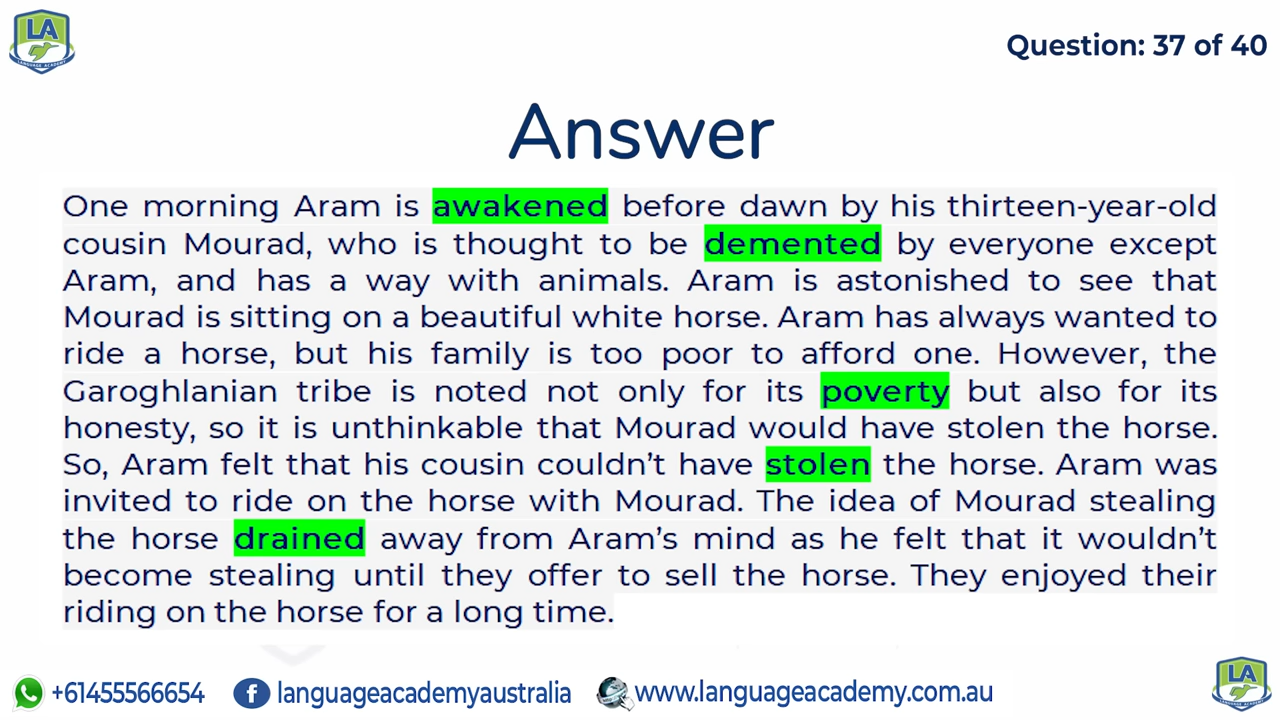 LA
LANGUAGE ACADEMY
Question: 37 of 40
Answer
One morning Aram is awakened before dawn by his thirteen-year-old
cousin Mourad, who is thought to be demented by everyone except
Aram, and has a way with animals. Aram is astonished to see that
Mourad is sitting on a beautiful white horse. Aram has always wanted to
ride a horse, but his family is too poor to afford one. However, the
Garoghlanian tribe is noted not only for its poverty but also for its
honesty, so it is unthinkable that Mourad would have stolen the horse.
So, Aram felt that his cousin couldn’t have stolen the horse. Aram was
invited to ride on the horse with Mourad. The idea of Mourad stealing
the horse drained away from Aram’s mind as he felt that it wouldn’t
become stealing until they offer to sell the horse. They enjoyed their
riding on the horse for a long time.
+61455566654 languageacademyaustralia www.languageacademy.com.au
LA
LANGUAGE ACADEMY